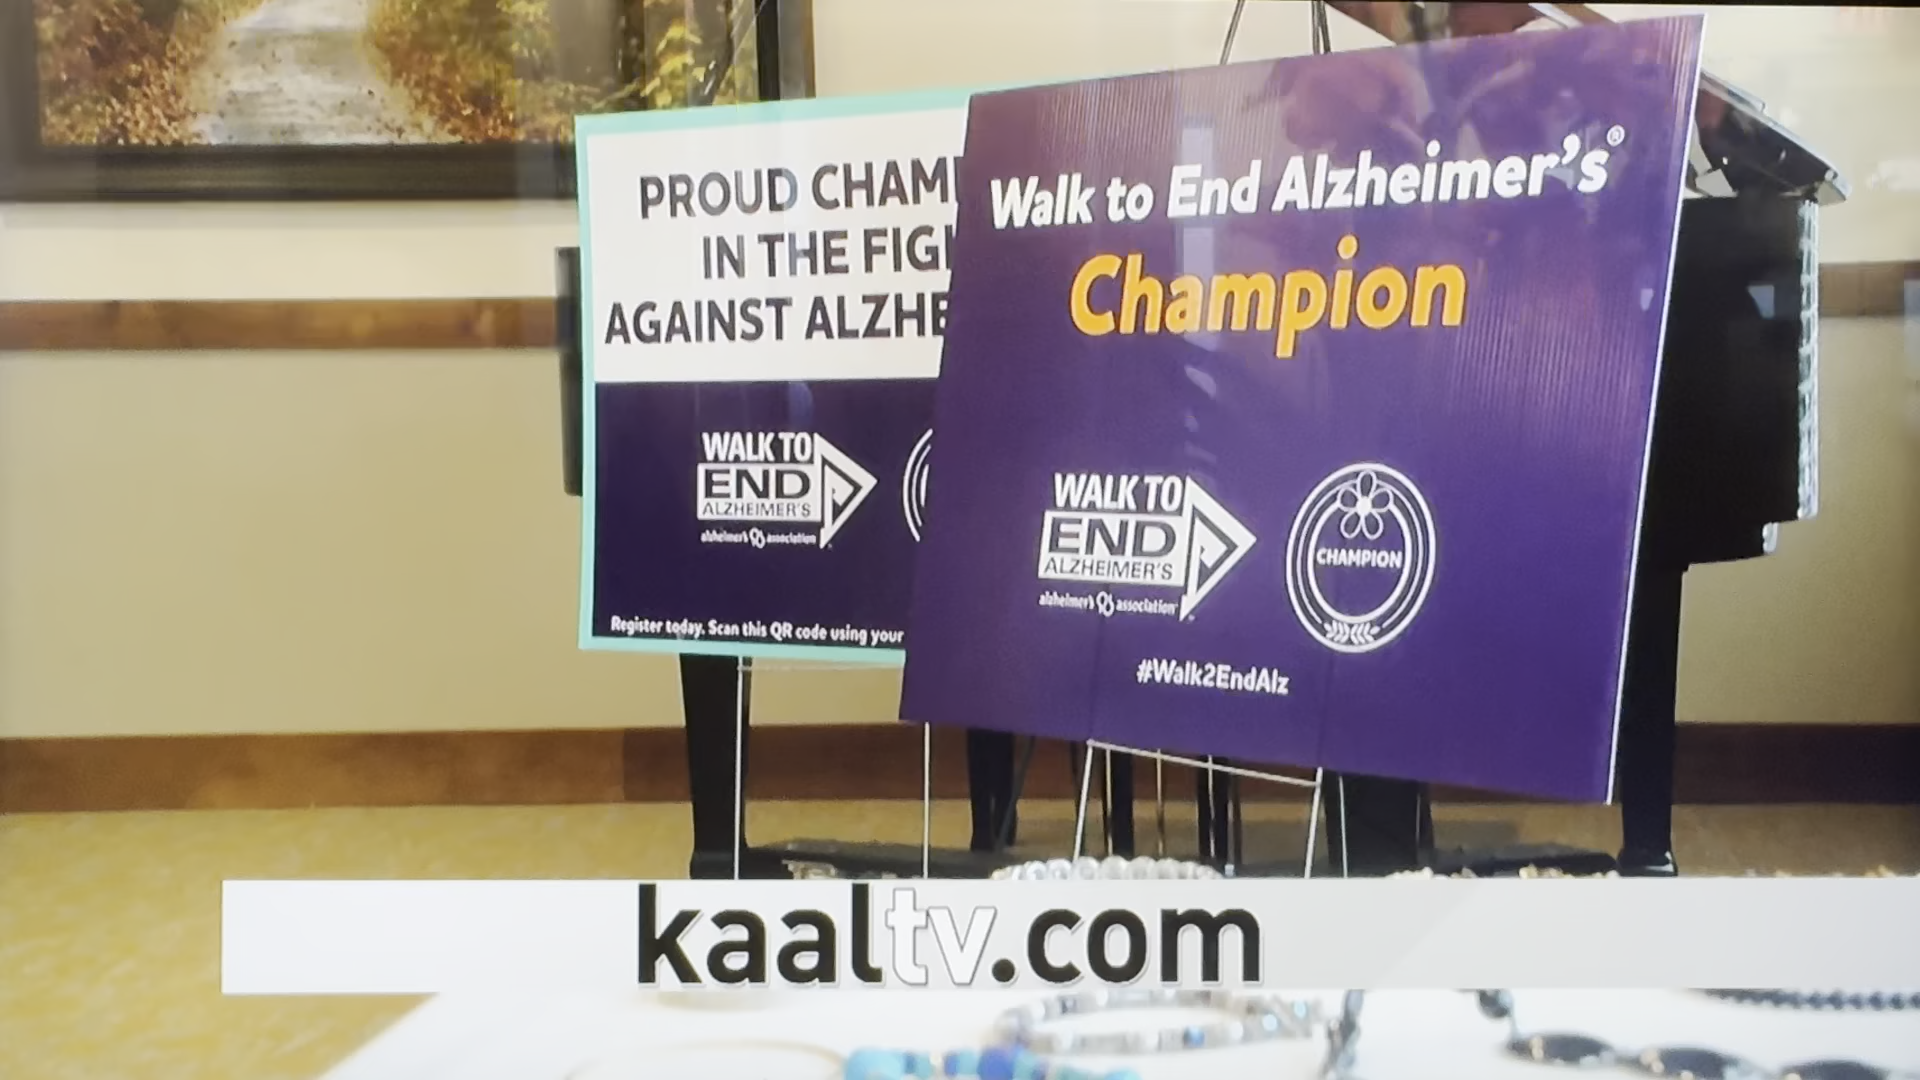 PROUD CHAM
IN THE FIG
AGAINST ALZHE
WALK TO
END
ALZHEIMER'S
alzheimer's association
Register today. Scan this QR code using your
Walk to End Alzheimer's®
Champion
WALK TO
END
ALZHEIMER'S
alzheimer's association
CHAMPION
#Walk2EndAlz
kaaltv.com